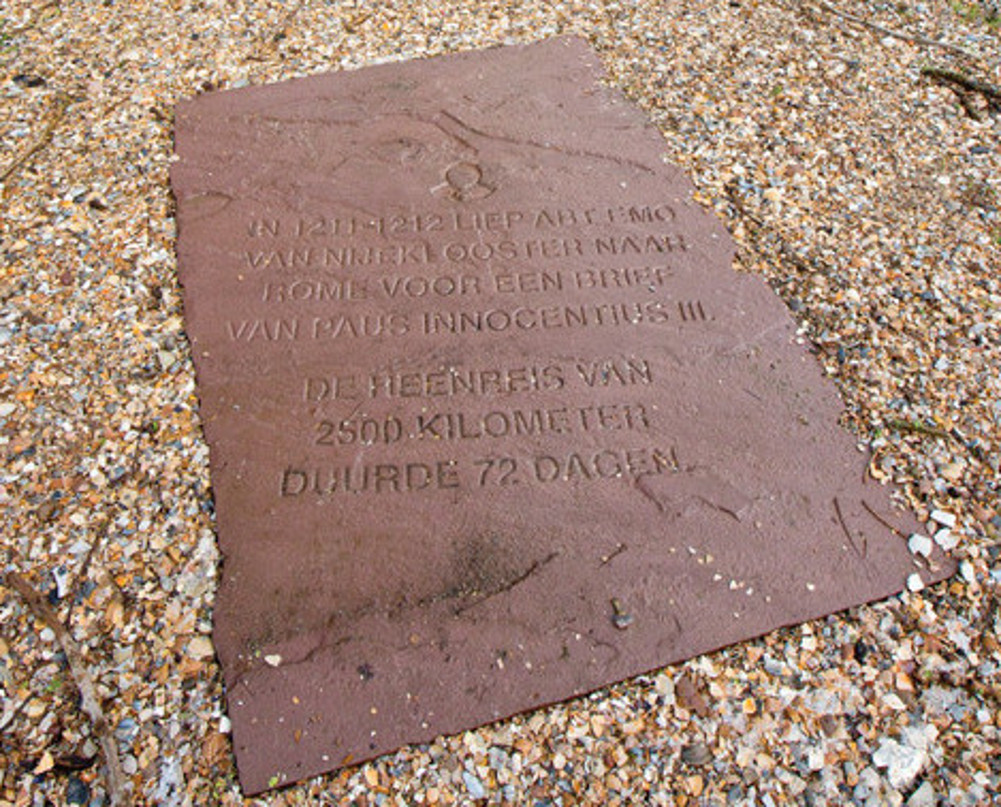 IN 1211-1212 LIEP ABT EMO
VAN NIJEKLOOSTER NAAR
ROME VOOR EEN BRIEF
VAN PAUS INNOCENTIUS III.
DE HEENREIS VAN
2500 KILOMETER
DUURDE 72 DAGEN.